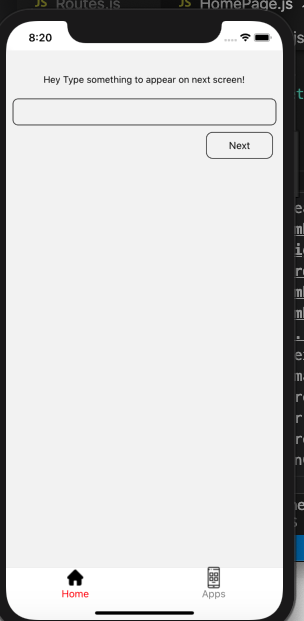 JS Routes.js JS HomePage.js
8:20
Hey Type something to appear on next screen!
Next
Home Apps